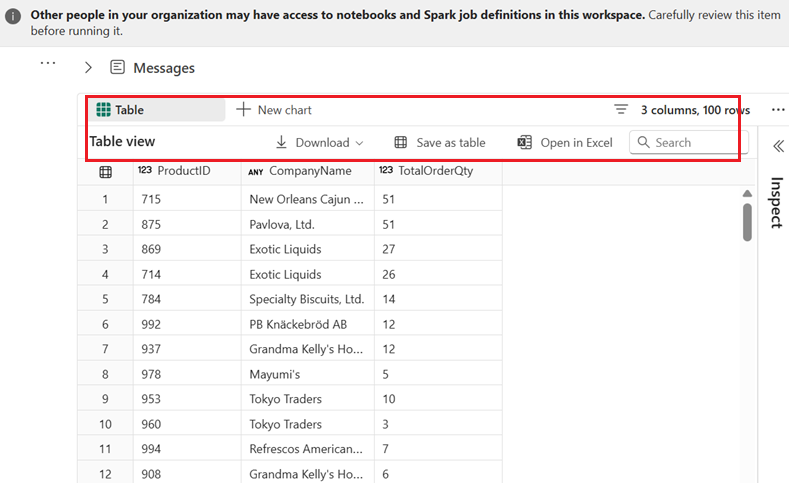 Other people in your organization may have access to notebooks and Spark job definitions in this workspace. Carefully review this item
before running it.
Messages
Table New chart 3 columns, 100 rows
Table view Download Save as table Open in Excel Search
123 ProductID ANY CompanyName 123 TotalOrderQty
1 715 New Orleans Cajun ... 51
2 875 Pavlova, Ltd. 51
3 869 Exotic Liquids 27
4 714 Exotic Liquids 26
5 784 Specialty Biscuits, Ltd. 14
6 992 PB Knäckebröd AB 12
7 937 Grandma Kelly's Ho... 12
8 978 Mayumi's 5
9 953 Tokyo Traders 10
10 960 Tokyo Traders 3
11 994 Refrescos American... 7
12 908 Grandma Kelly's Ho... 6
Inspect